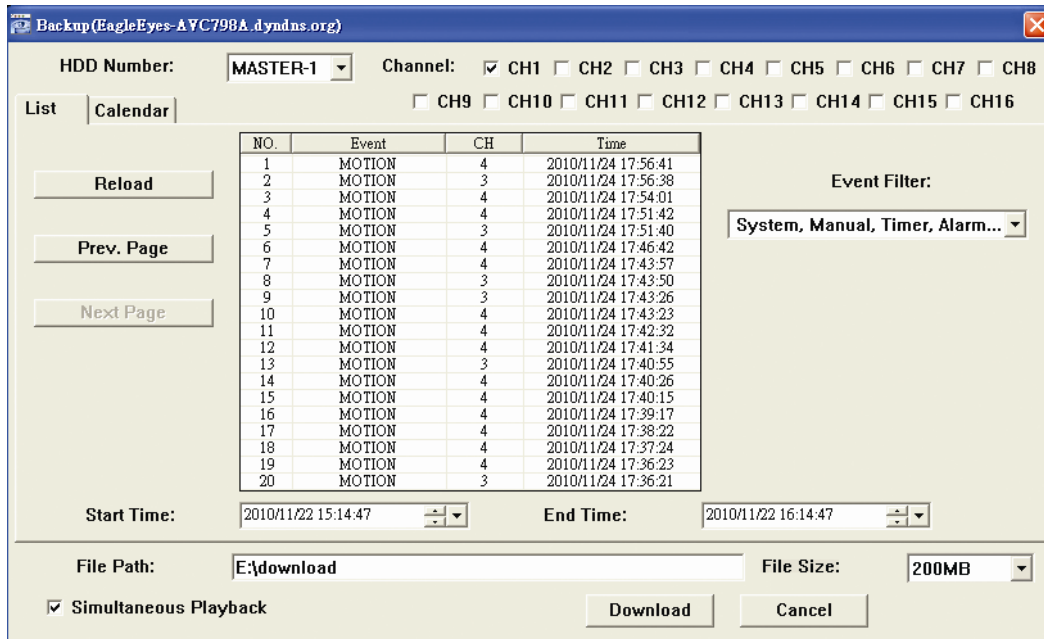 Backup(EagleEyes-AVC798A.dyndns.org)
HDD Number: MASTER-1 Channel: CH1 CH2 CH3 CH4 CH5 CH6 CH7 CH8
CH9 CH10 CH11 CH12 CH13 CH14 CH15 CH16
List Calendar
NO. Event CH Time
1 MOTION 4 2010/11/24 17:56:41
2 MOTION 3 2010/11/24 17:56:38
3 MOTION 4 2010/11/24 17:54:01
4 MOTION 4 2010/11/24 17:51:42
5 MOTION 3 2010/11/24 17:51:40
6 MOTION 4 2010/11/24 17:46:42
7 MOTION 4 2010/11/24 17:43:57
8 MOTION 3 2010/11/24 17:43:50
9 MOTION 3 2010/11/24 17:43:26
10 MOTION 4 2010/11/24 17:43:23
11 MOTION 4 2010/11/24 17:42:32
12 MOTION 4 2010/11/24 17:41:34
13 MOTION 3 2010/11/24 17:40:55
14 MOTION 4 2010/11/24 17:40:26
15 MOTION 4 2010/11/24 17:40:15
16 MOTION 4 2010/11/24 17:39:17
17 MOTION 4 2010/11/24 17:38:22
18 MOTION 4 2010/11/24 17:37:24
19 MOTION 4 2010/11/24 17:36:23
20 MOTION 3 2010/11/24 17:36:21
Reload
Prev. Page
Next Page
Event Filter:
System, Manual, Timer, Alarm...
Start Time: 2010/11/22 15:14:47 End Time: 2010/11/22 16:14:47
File Path: E:\download File Size: 200MB
Simultaneous Playback Download Cancel